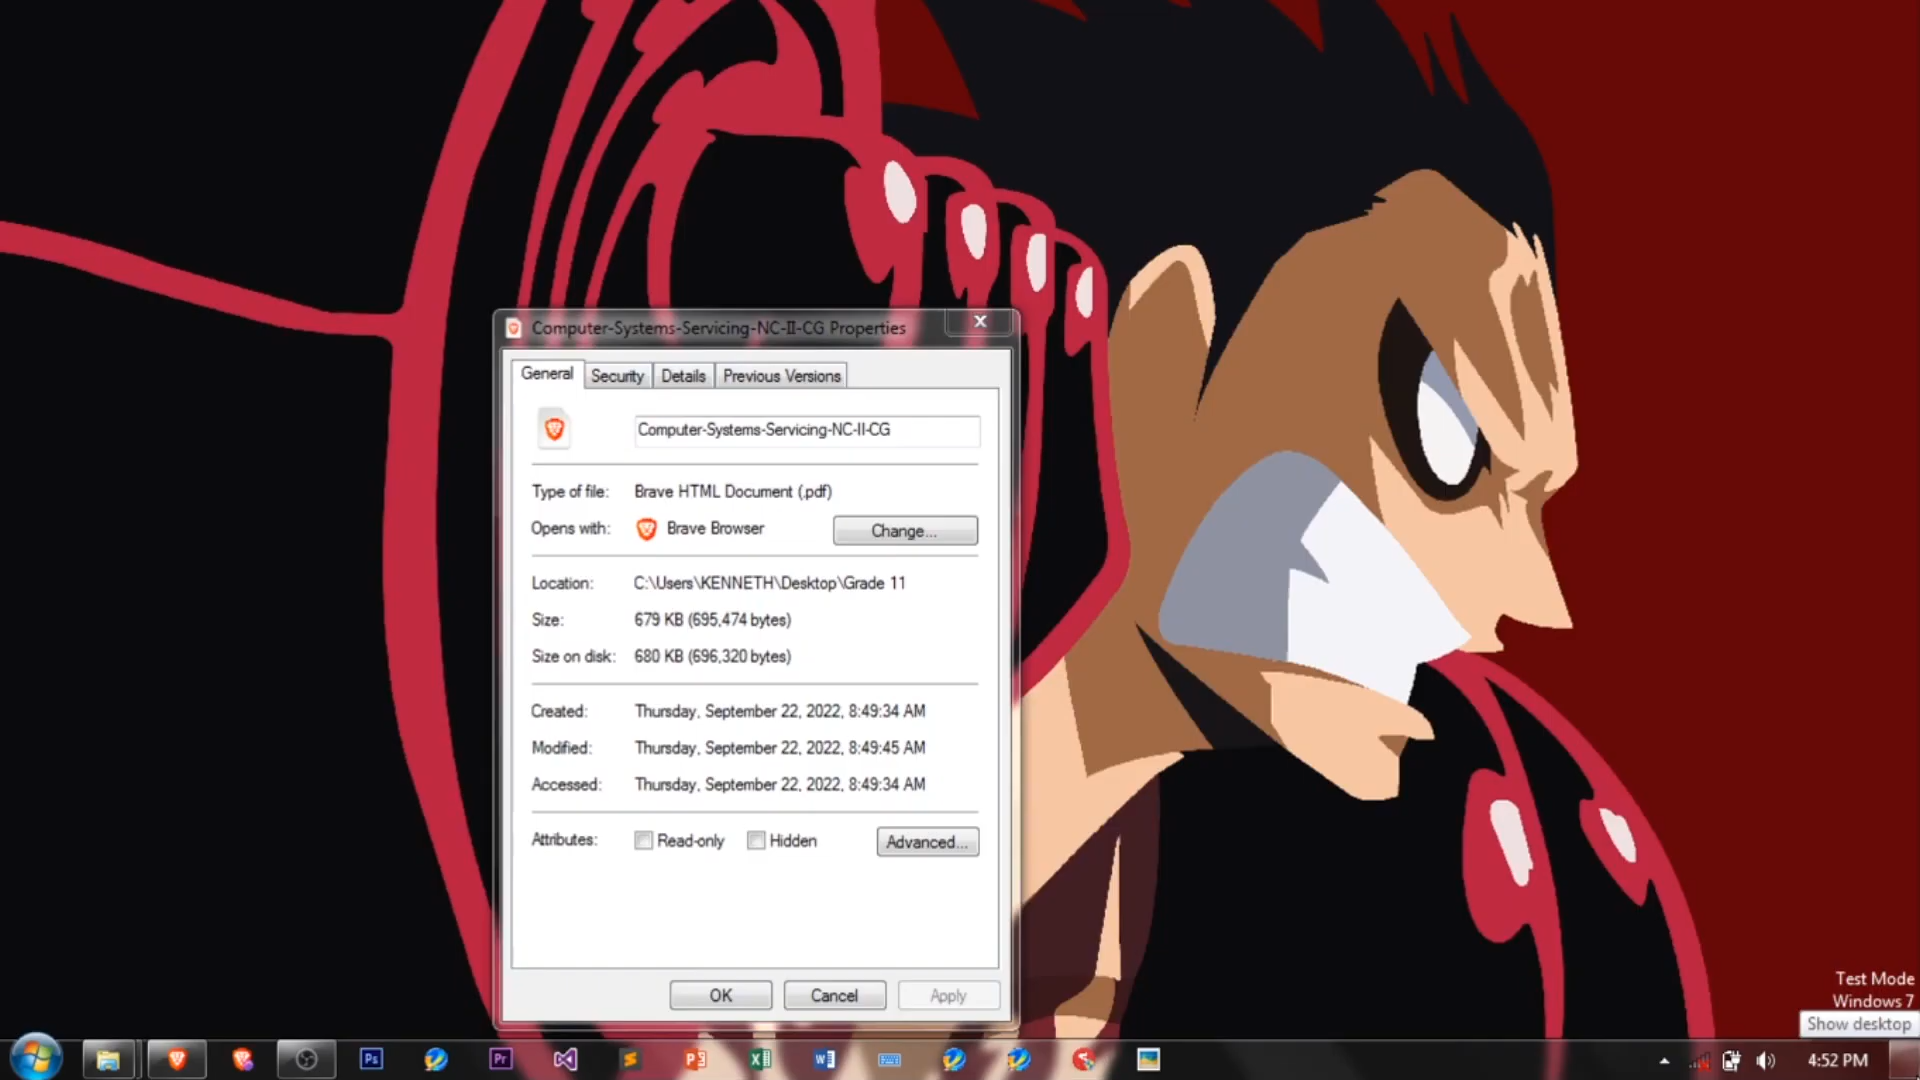 Computer-Systems-Servicing-NC-II-CG Properties
General Security Details Previous Versions
Computer-Systems-Servicing-NC-II-CG
Type of file: Brave HTML Document (.pdf)
Opens with: Brave Browser Change...
Location: C:\Users\KENNETH\Desktop\Grade 11
Size: 679 KB (695,474 bytes)
Size on disk: 680 KB (696,320 bytes)
Created: Thursday, September 22, 2022, 8:49:34 AM
Modified: Thursday, September 22, 2022, 8:49:45 AM
Accessed: Thursday, September 22, 2022, 8:49:34 AM
Attributes: Read-only Hidden Advanced...
OK Cancel Apply
Test Mode
Windows 7
Show desktop
Ps Pr 4:52 PM